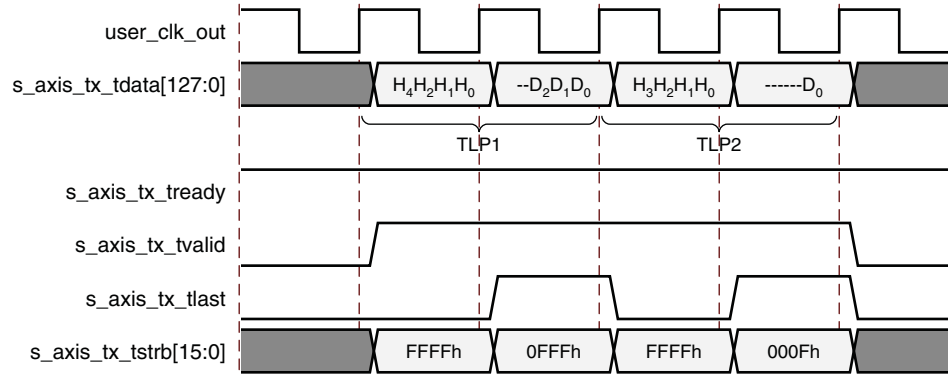 user_clk_out
s_axis_tx_tdata[127:0] H₄H₂H₁H₀ --D₂D₁D₀ H₃H₂H₁H₀ ------D₀
TLP1 TLP2
s_axis_tx_tready
s_axis_tx_tvalid
s_axis_tx_tlast
s_axis_tx_tstrb[15:0] FFFFh 0FFFh FFFFh 000Fh